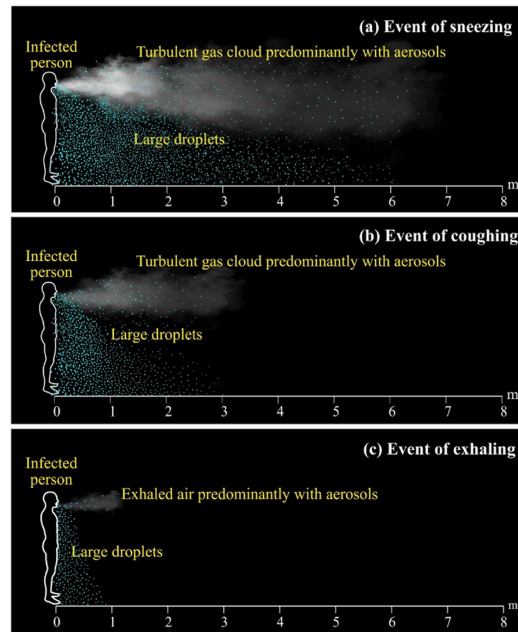 (a) Event of sneezing
Infected
person
Turbulent gas cloud predominantly with aerosols
Large droplets
m
0 1 2 3 4 5 6 7 8
(b) Event of coughing
Infected
person
Turbulent gas cloud predominantly with aerosols
Large droplets
m
0 1 2 3 4 5 6 7 8
(c) Event of exhaling
Infected
person
Exhaled air predominantly with aerosols
Large droplets
m
0 1 2 3 4 5 6 7 8